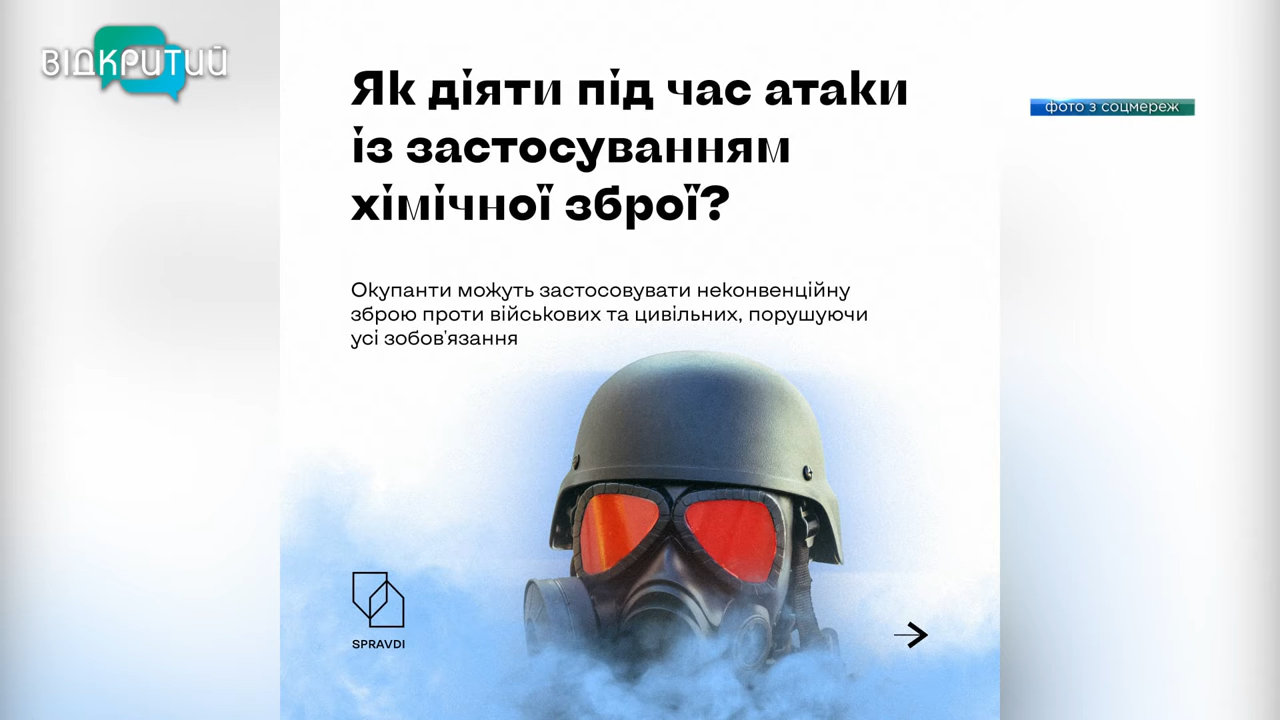 ВІДКРИТИЙ
Як діяти під час атаки
із застосуванням
хімічної зброї?
фото з соцмереж
Окупанти можуть застосовувати неконвенційну
зброю проти військових та цивільних, порушуючи
усі зобов'язання
SPRAVDI